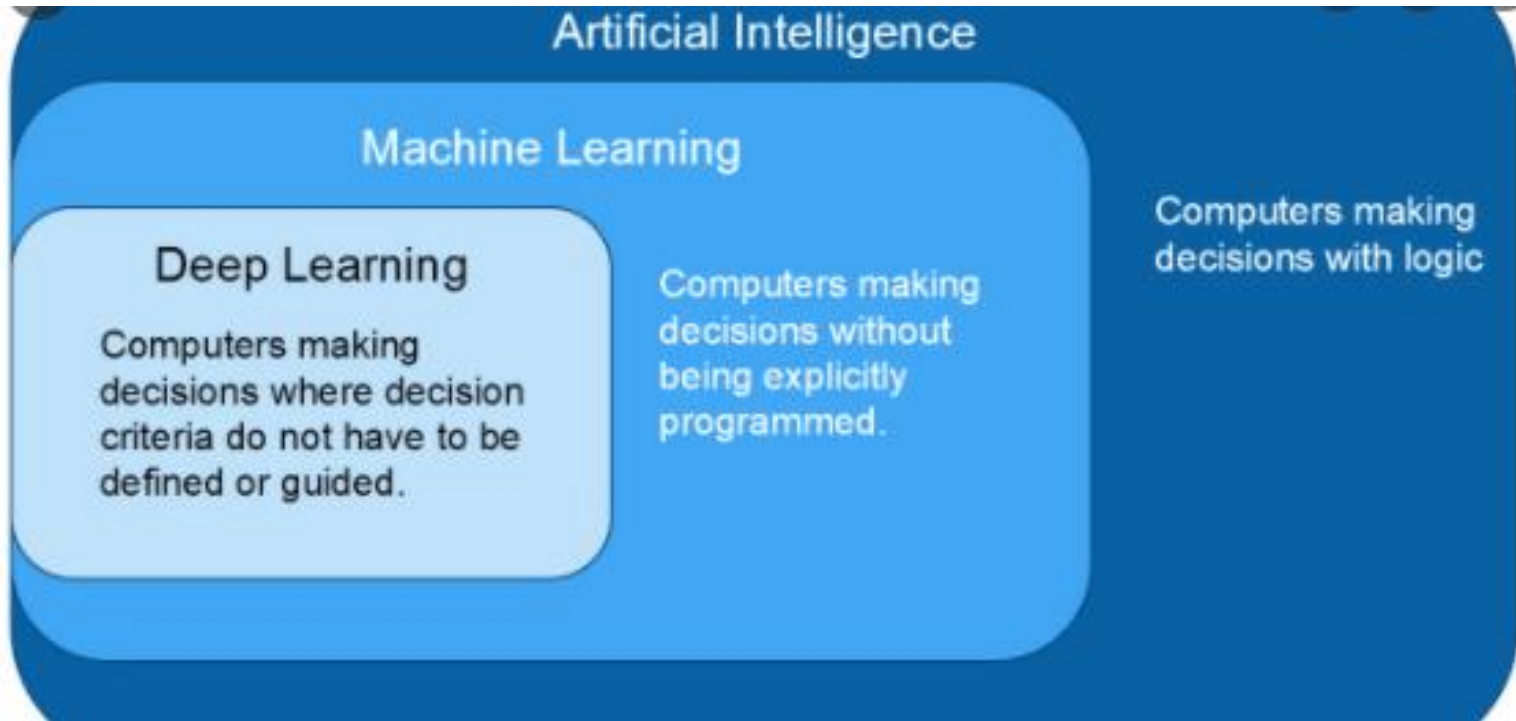 Artificial Intelligence
Machine Learning
Deep Learning
Computers making
decisions where decision
criteria do not have to be
defined or guided.
Computers making
decisions without
being explicitly
programmed.
Computers making
decisions with logic